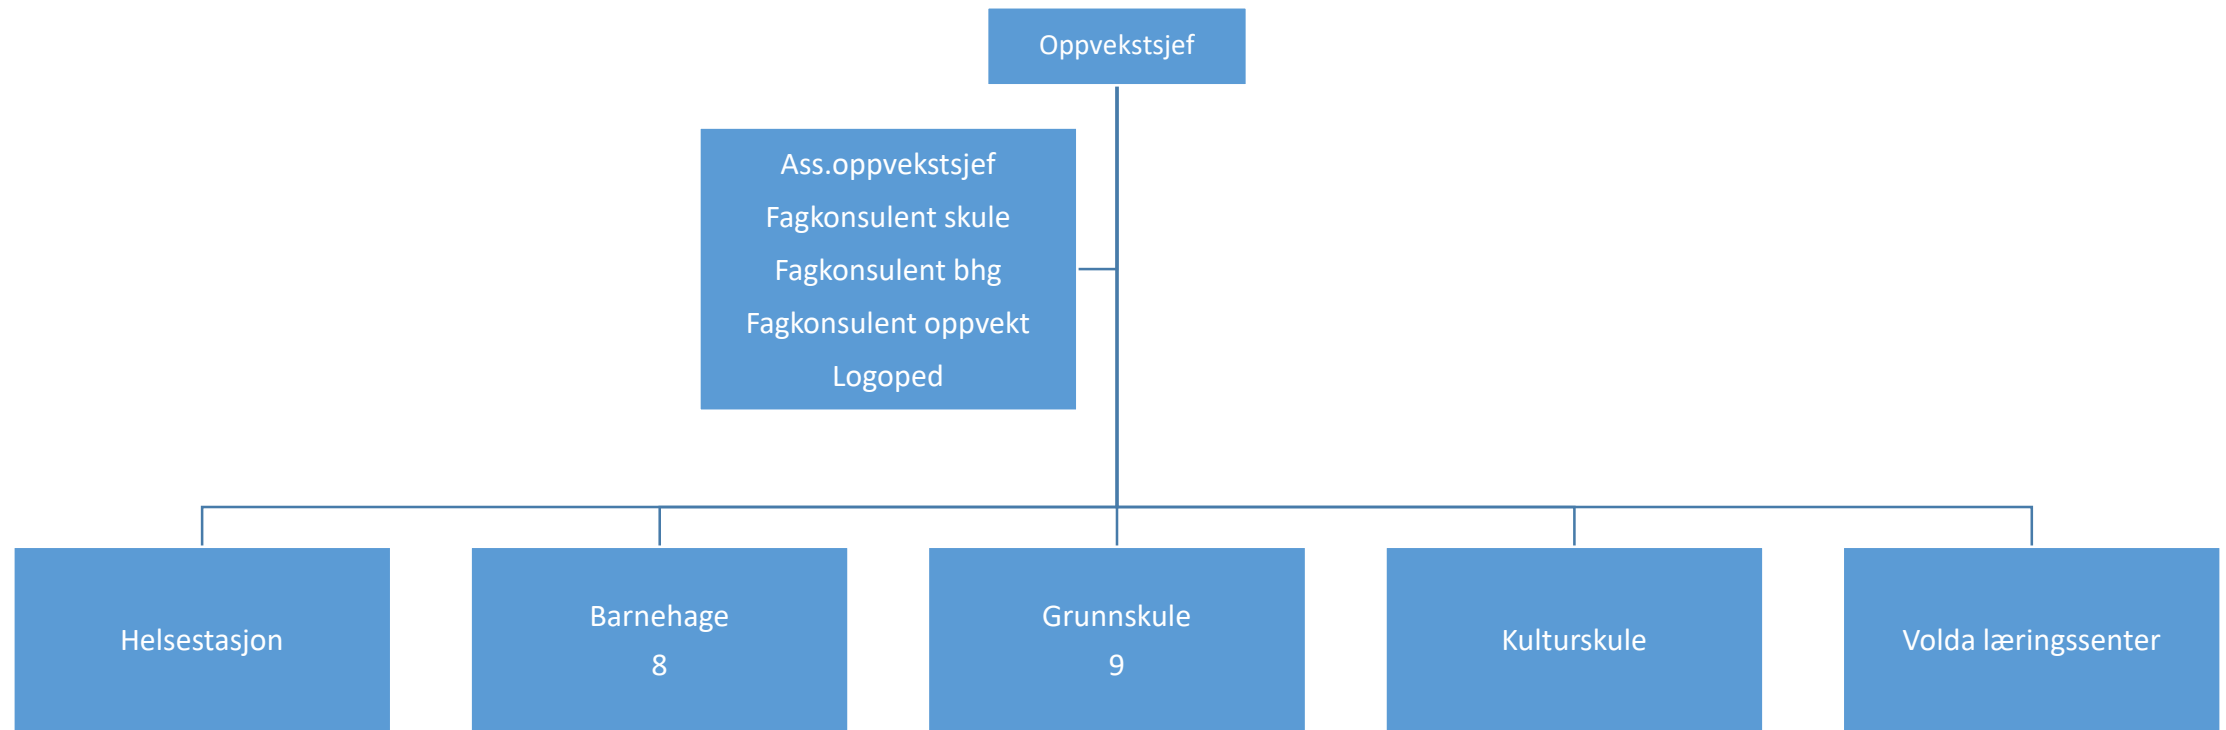 Oppvekstsjef
Ass.oppvekstsjef
Fagkonsulent skule
Fagkonsulent bhg
Fagkonsulent oppvekt
Logoped
Helsestasjon
Barnehage
8
Grunnskule
9
Kulturskule
Volda læringssenter